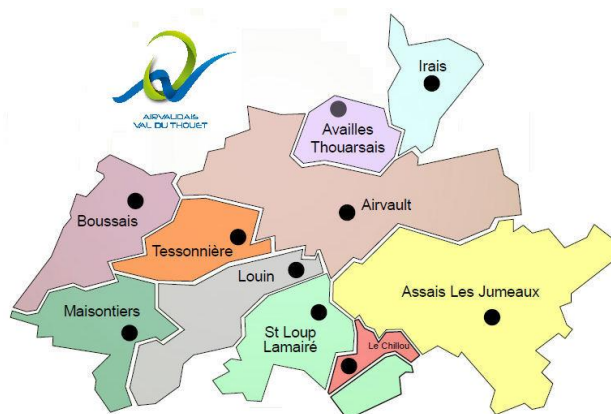 AIRVAUDAIS
VAL DU THOUET
Irais
Availles
Thouarsais
Boussais
Airvault
Tessonnière
Louin
Maisontiers
Assais Les Jumeaux
St Loup
Lamairé
Le Chillou